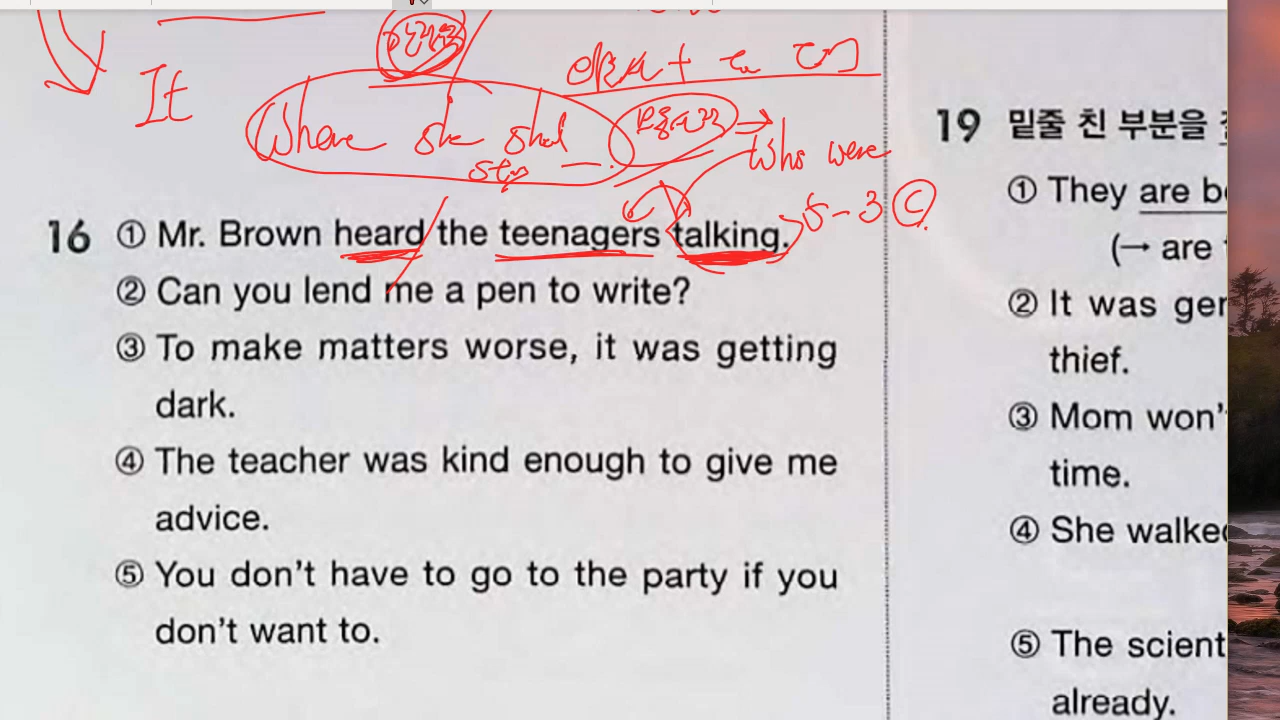 It
Where she shd
stay
Who were
5-3 C.
16 ① Mr. Brown heard the teenagers talking.
② Can you lend me a pen to write?
③ To make matters worse, it was getting
dark.
④ The teacher was kind enough to give me
advice.
⑤ You don't have to go to the party if you
don't want to.
19 밑줄 친 부분을
① They are b
(→ are
② It was ger
thief.
③ Mom won'
time.
④ She walke
⑤ The scient
already.